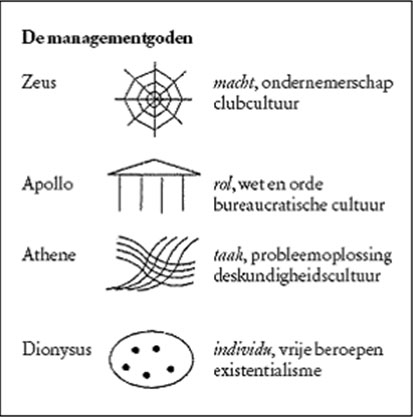 De managementgoden
Zeus
macht, ondernemerschap
clubcultuur
Apollo
rol, wet en orde
bureaucratische cultuur
Athene
taak, probleemoplossing
deskundigheidscultuur
Dionysus
individu, vrije beroepen
existentialisme